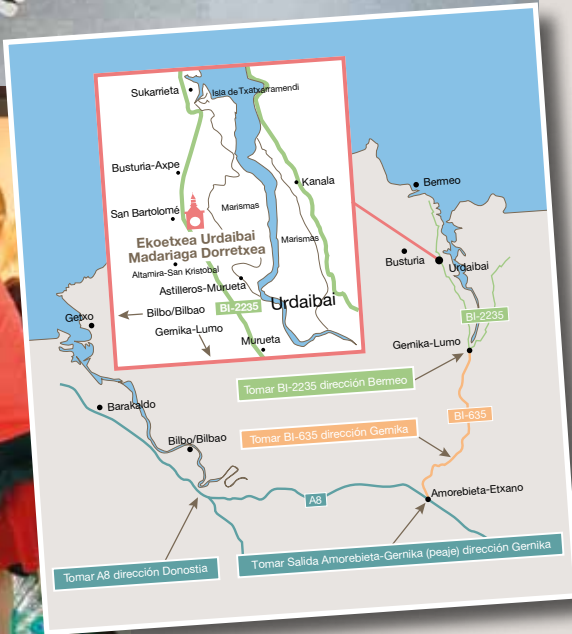 Sukarrieta
Isla de Txatxarramendi
Busturia-Axpe
Kanala
San Bartolomé
Marismas
Marismas
Ekoetxea Urdaibai
Madariaga Dorretxea
Altamira-San Kristobal
Astilleros-Murueta
Bilbo/Bilbao
BI-2235
Urdaibai
Gernika-Lumo
Murueta
Bermeo
Busturia
Urdaibai
BI-2235
Getxo
Gernika-Lumo
Tomar BI-2235 dirección Bermeo
Barakaldo
BI-635
Tomar BI-635 dirección Gernika
Bilbo/Bilbao
A8
Amorebieta-Etxano
Tomar A8 dirección Donostia
Tomar Salida Amorebieta-Gernika (peaje) dirección Gernika